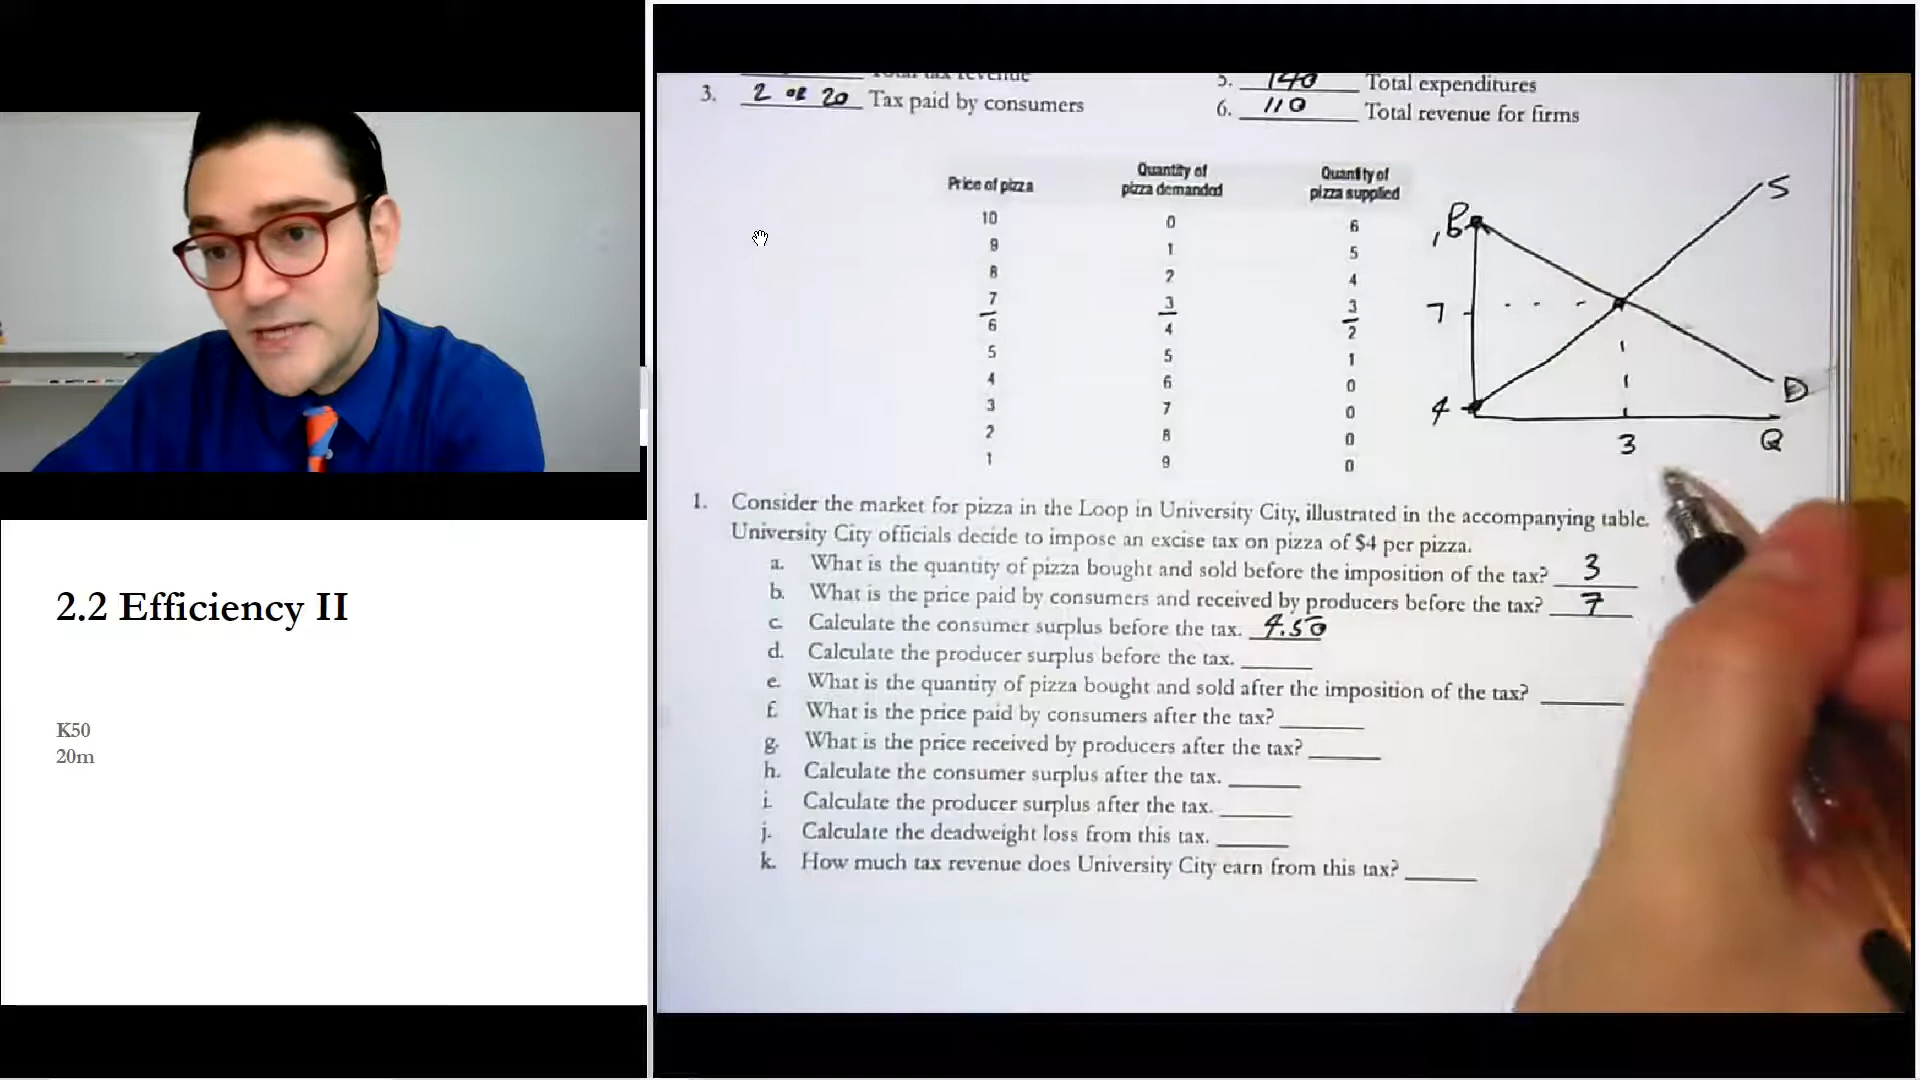 Total tax revenue
3. 2 or 20 Tax paid by consumers
5. 140 Total expenditures
6. 110 Total revenue for firms
Price of pizza Quantity of pizza demanded Quantity of pizza supplied
10 0 6
9 1 5
8 2 4
7 3 3
6 4 2
5 5 1
4 6 0
3 7 0
2 8 0
1 9 0
S
7
4
D
3 Q
1. Consider the market for pizza in the Loop in University City, illustrated in the accompanying table.
University City officials decide to impose an excise tax on pizza of $4 per pizza.
a. What is the quantity of pizza bought and sold before the imposition of the tax? 3
b. What is the price paid by consumers and received by producers before the tax? 7
c. Calculate the consumer surplus before the tax. 4.50
d. Calculate the producer surplus before the tax.
e. What is the quantity of pizza bought and sold after the imposition of the tax?
f. What is the price paid by consumers after the tax?
g. What is the price received by producers after the tax?
h. Calculate the consumer surplus after the tax.
i. Calculate the producer surplus after the tax.
j. Calculate the deadweight loss from this tax.
k. How much tax revenue does University City earn from this tax?
2.2 Efficiency II
K50
20m